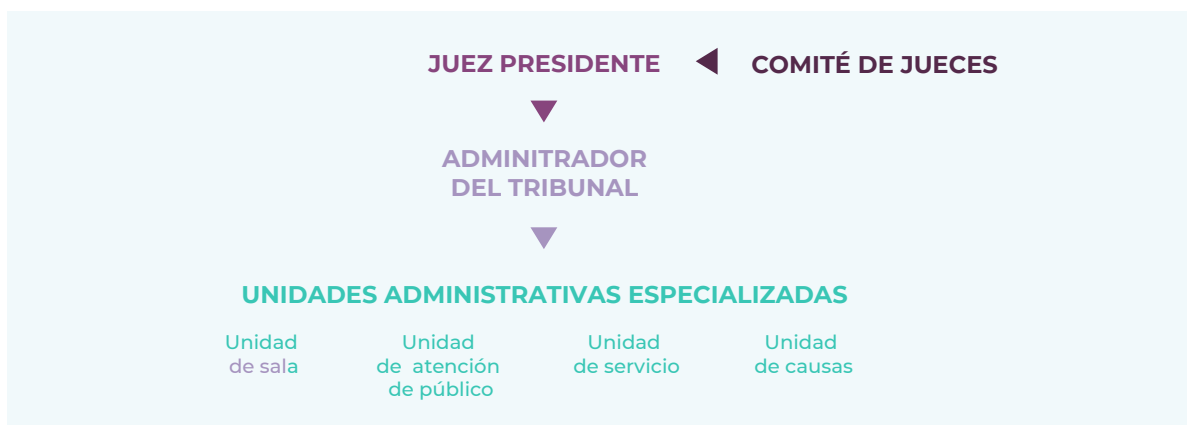 JUEZ PRESIDENTE
COMITÉ DE JUECES
ADMINITRADOR
DEL TRIBUNAL
UNIDADES ADMINISTRATIVAS ESPECIALIZADAS
Unidad
de sala
Unidad
de atención
de público
Unidad
de servicio
Unidad
de causas